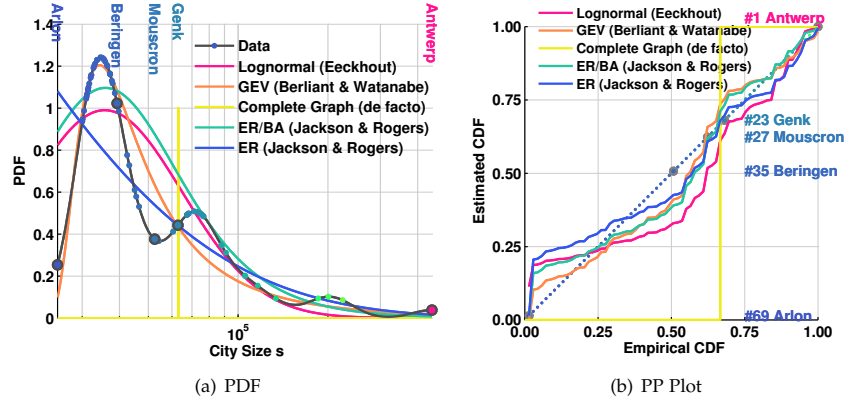 Arlon
Beringen
Mouscron
Genk
Antwerp
1.4
1.2
1
0.8
0.6
0.4
0.2
0
PDF
Data
Lognormal (Eeckhout)
GEV (Berliant & Watanabe)
Complete Graph (de facto)
ER/BA (Jackson & Rogers)
ER (Jackson & Rogers)
10^5
City Size s
(a) PDF
1.00
0.75
0.50
0.25
0.00
Estimated CDF
Lognormal (Eeckhout)
GEV (Berliant & Watanabe)
Complete Graph (de facto)
ER/BA (Jackson & Rogers)
ER (Jackson & Rogers)
#1 Antwerp
#23 Genk
#27 Mouscron
#35 Beringen
#69 Arlon
0.00
0.25
0.50
0.75
1.00
Empirical CDF
(b) PP Plot